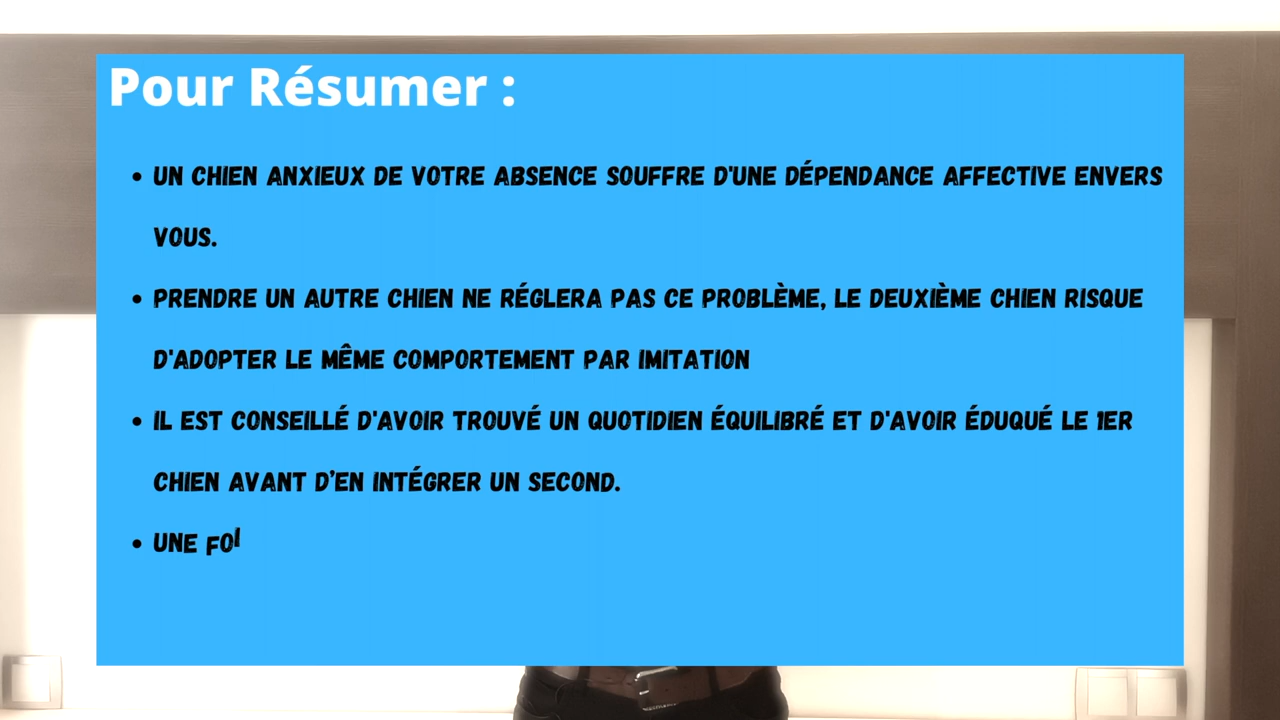 Pour Résumer :
• UN CHIEN ANXIEUX DE VOTRE ABSENCE SOUFFRE D'UNE DÉPENDANCE AFFECTIVE ENVERS
VOUS.
• PRENDRE UN AUTRE CHIEN NE RÉGLERA PAS CE PROBLÈME, LE DEUXIÈME CHIEN RISQUE
D'ADOPTER LE MÊME COMPORTEMENT PAR IMITATION
• IL EST CONSEILLÉ D'AVOIR TROUVÉ UN QUOTIDIEN ÉQUILIBRÉ ET D'AVOIR ÉDUQUÉ LE 1ER
CHIEN AVANT D’EN INTÉGRER UN SECOND.
• UNE FOI